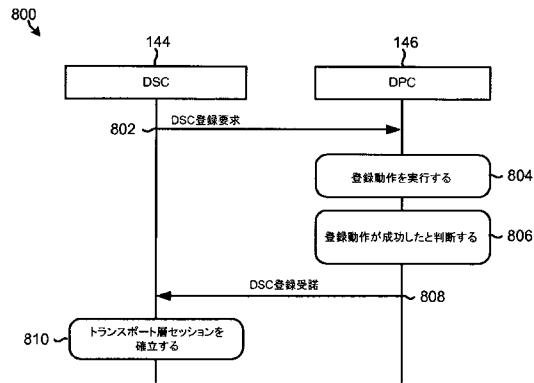 800
144
146
DSC
DPC
802
DSC登録要求
登録動作を実行する
804
登録動作が成功したと判断する
806
DSC登録受諾
808
810
トランスポート層セッションを
確立する